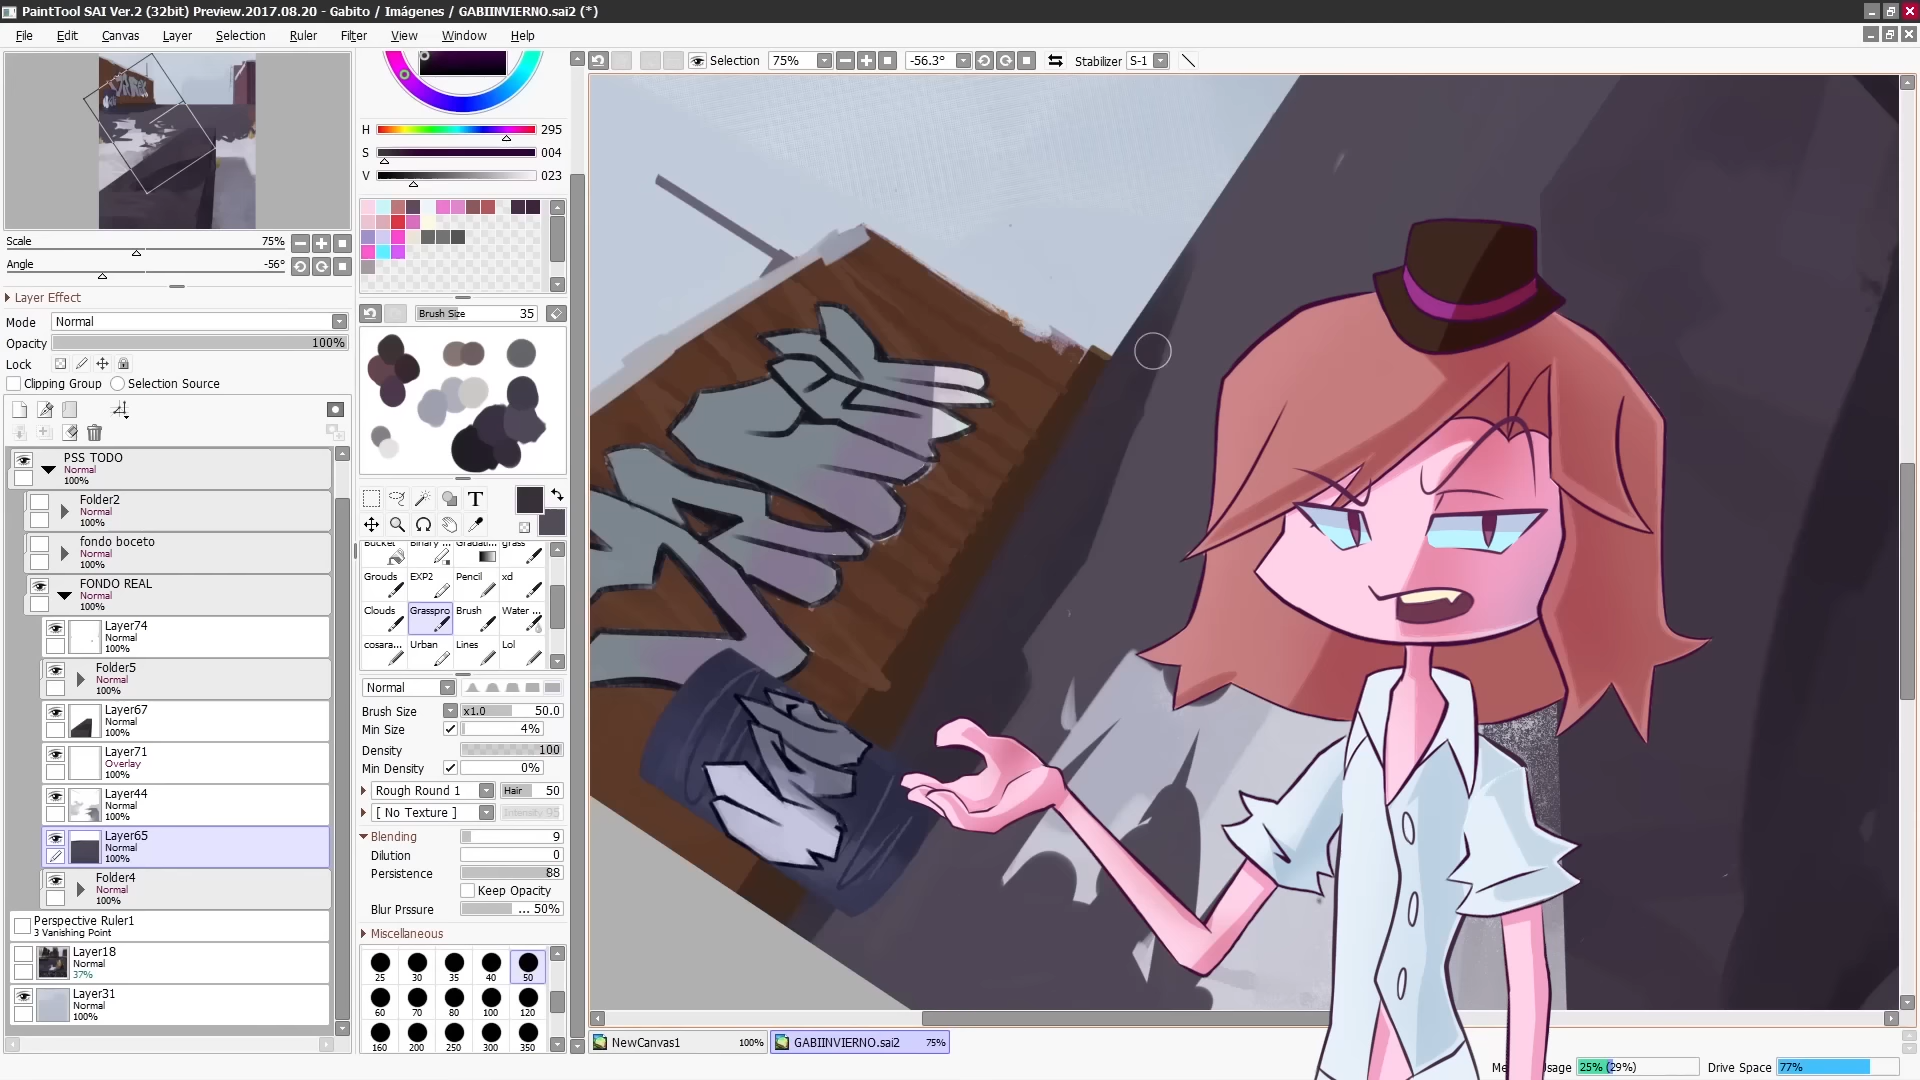 PaintTool SAI Ver.2 (32bit) Preview.2017.08.20 - Gabito / Imágenes / GABIINVIERNO.sai2 (*)
File Edit Canvas Layer Selection Ruler Filter View Window Help
Selection 75% -56.3° Stabilizer S-1
H 295
S 004
V 023
Scale 75%
Angle -56°
Layer Effect
Mode Normal
Opacity 100%
Lock
Clipping Group Selection Source
PSS TODO
Normal
100%
Folder2
Normal
100%
fondo boceto
Normal
100%
FONDO REAL
Normal
100%
Layer74
Normal
100%
Folder5
Normal
100%
Layer67
Normal
100%
Layer71
Overlay
100%
Layer44
Normal
100%
Layer65
Normal
100%
Folder4
Normal
100%
Perspective Ruler1
3 Vanishing Point
Layer18
Normal
37%
Layer31
Normal
100%
Brush Size 35
T
Bucket Binary ... Gradati... grass
Grouds EXP2 Pencil xd
Clouds Grasspro Brush Water ...
cosara... Urban Lines Lol
Normal
Brush Size x1.0 50.0
Min Size 4%
Density 100
Min Density 0%
Rough Round 1 Hair 50
[ No Texture ] Intensity 95
Blending 9
Dilution 0
Persistence 88
Keep Opacity
Blur Prssure ... 50%
Miscellaneous
25 30 35 40 50
60 70 80 100 120
160 200 250 300 350
NewCanvas1 100% GABIINVIERNO.sai2 75%
25% (29%) Drive Space 77%